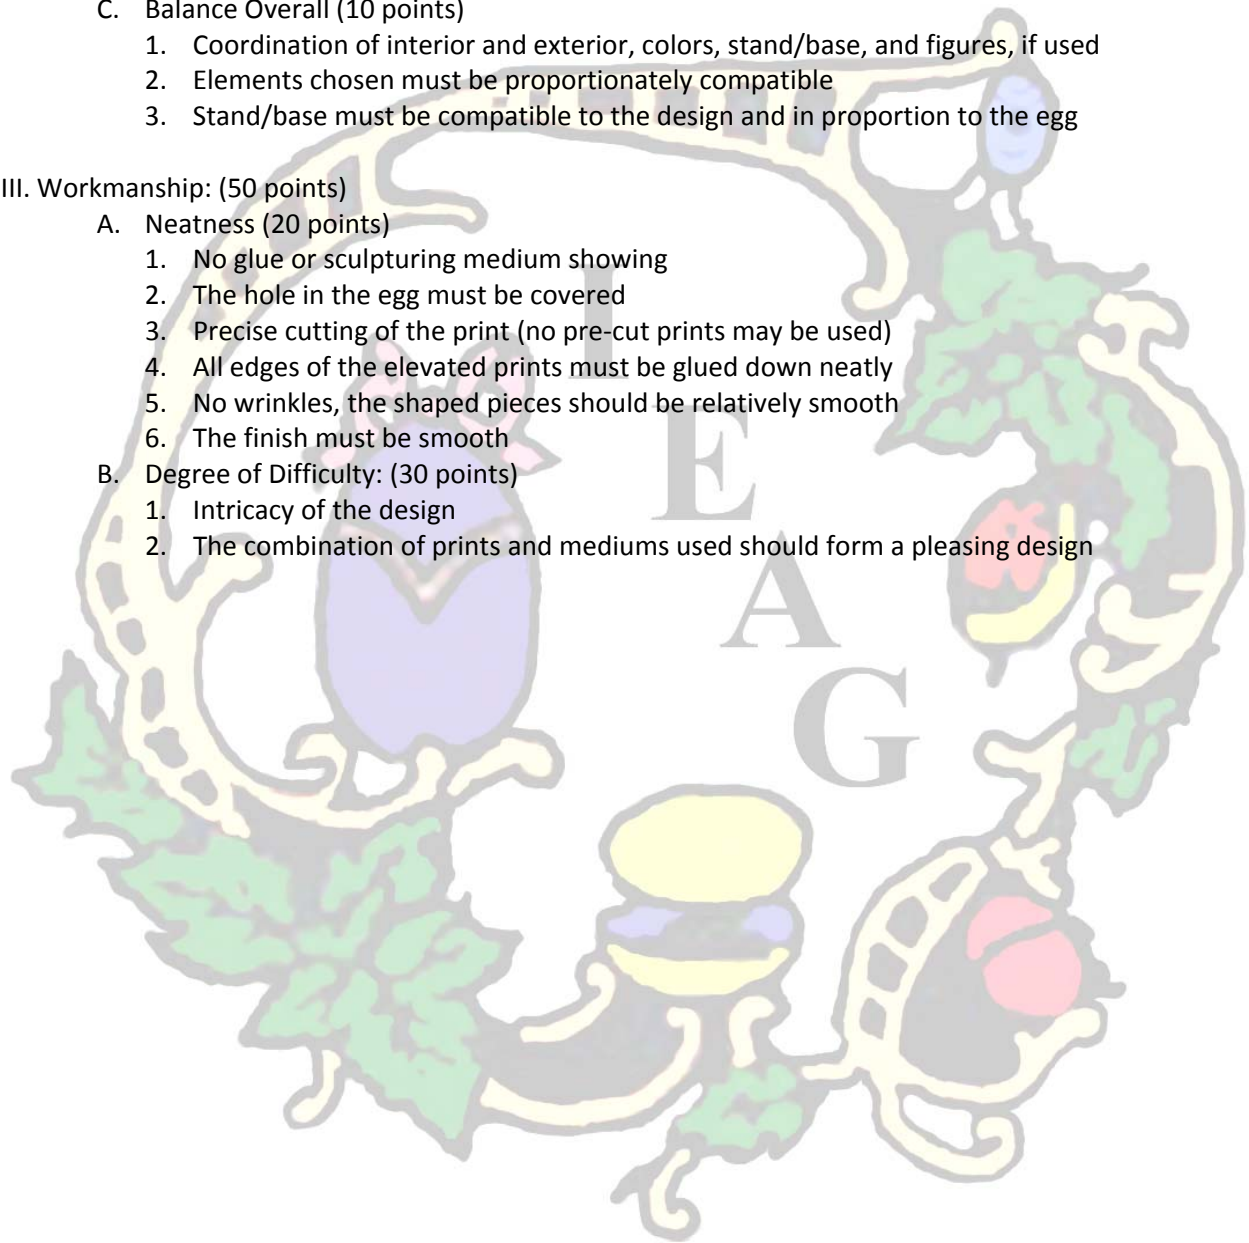 C. Balance Overall (10 points)
1. Coordination of interior and exterior, colors, stand/base, and figures, if used
2. Elements chosen must be proportionately compatible
3. Stand/base must be compatible to the design and in proportion to the egg
III. Workmanship: (50 points)
A. Neatness (20 points)
1. No glue or sculpturing medium showing
2. The hole in the egg must be covered
3. Precise cutting of the print (no pre-cut prints may be used)
4. All edges of the elevated prints must be glued down neatly
5. No wrinkles, the shaped pieces should be relatively smooth
6. The finish must be smooth
B. Degree of Difficulty: (30 points)
1. Intricacy of the design
2. The combination of prints and mediums used should form a pleasing design
I
E
A
G